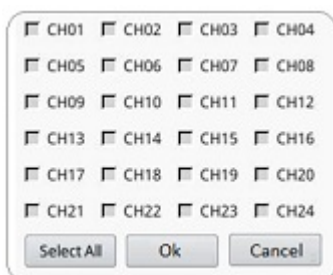 CH01 CH02 CH03 CH04
CH05 CH06 CH07 CH08
CH09 CH10 CH11 CH12
CH13 CH14 CH15 CH16
CH17 CH18 CH19 CH20
CH21 CH22 CH23 CH24
Select All Ok Cancel